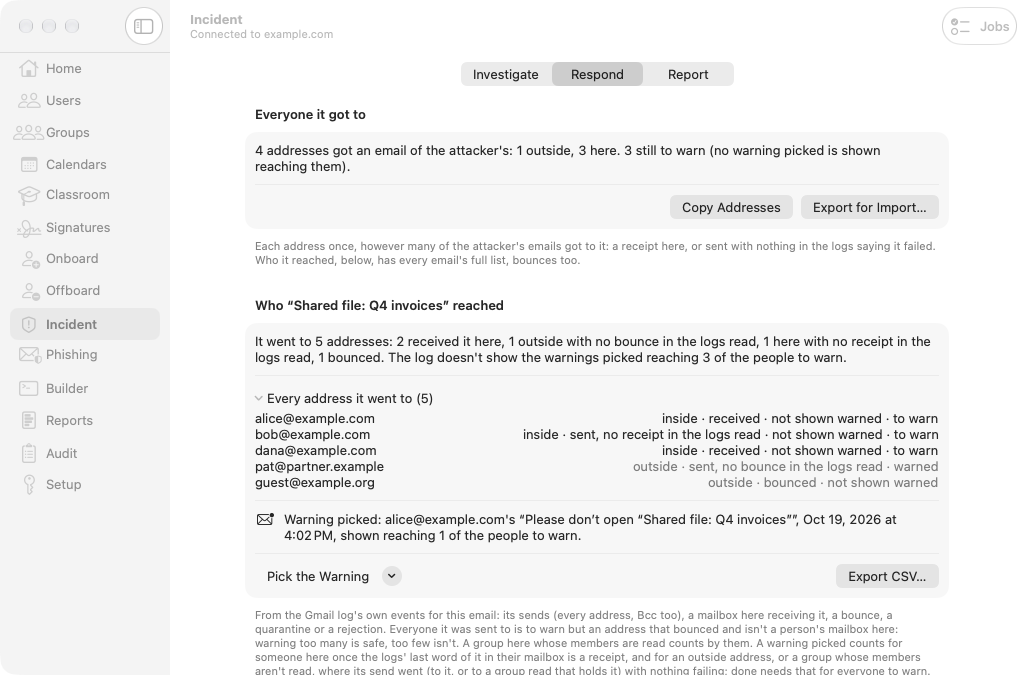 Incident
Connected to example.com
Jobs
Home
Users
Groups
Calendars
Classroom
Signatures
Onboard
Offboard
Incident
Phishing
Builder
Reports
Audit
Setup
Investigate
Respond
Report
Everyone it got to
4 addresses got an email of the attacker's: 1 outside, 3 here. 3 still to warn (no warning picked is shown
reaching them).
Copy Addresses
Export for Import…
Each address once, however many of the attacker's emails got to it: a receipt here, or sent with nothing in the logs saying it failed.
Who it reached, below, has every email's full list, bounces too.
Who “Shared file: Q4 invoices” reached
It went to 5 addresses: 2 received it here, 1 outside with no bounce in the logs read, 1 here with no receipt in the
logs read, 1 bounced. The log doesn't show the warnings picked reaching 3 of the people to warn.
Every address it went to (5)
alice@example.com inside · received · not shown warned · to warn
bob@example.com inside · sent, no receipt in the logs read · not shown warned · to warn
dana@example.com inside · received · not shown warned · to warn
pat@partner.example outside · sent, no bounce in the logs read · warned
guest@example.org outside · bounced · not shown warned
Warning picked: alice@example.com's “Please don’t open “Shared file: Q4 invoices””, Oct 19, 2026 at
4:02 PM, shown reaching 1 of the people to warn.
Pick the Warning
Export CSV…
From the Gmail log's own events for this email: its sends (every address, Bcc too), a mailbox here receiving it, a bounce, a
quarantine or a rejection. Everyone it was sent to is to warn but an address that bounced and isn't a person's mailbox here:
warning too many is safe, too few isn't. A group here whose members are read counts by them. A warning picked counts for
someone here once the logs' last word of it in their mailbox is a receipt, and for an outside address, or a group whose members
aren't read, where its send went (to it, or to a group read that holds it) with nothing failing; done needs that for everyone to warn.